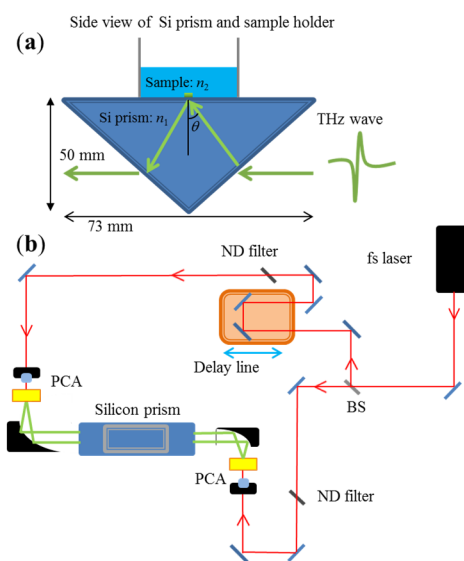 Side view of Si prism and sample holder
(a)
Sample: n2
Si prism: n1
θ
THz wave
50 mm
73 mm
(b)
ND filter
fs laser
Delay line
PCA
BS
Silicon prism
PCA
ND filter